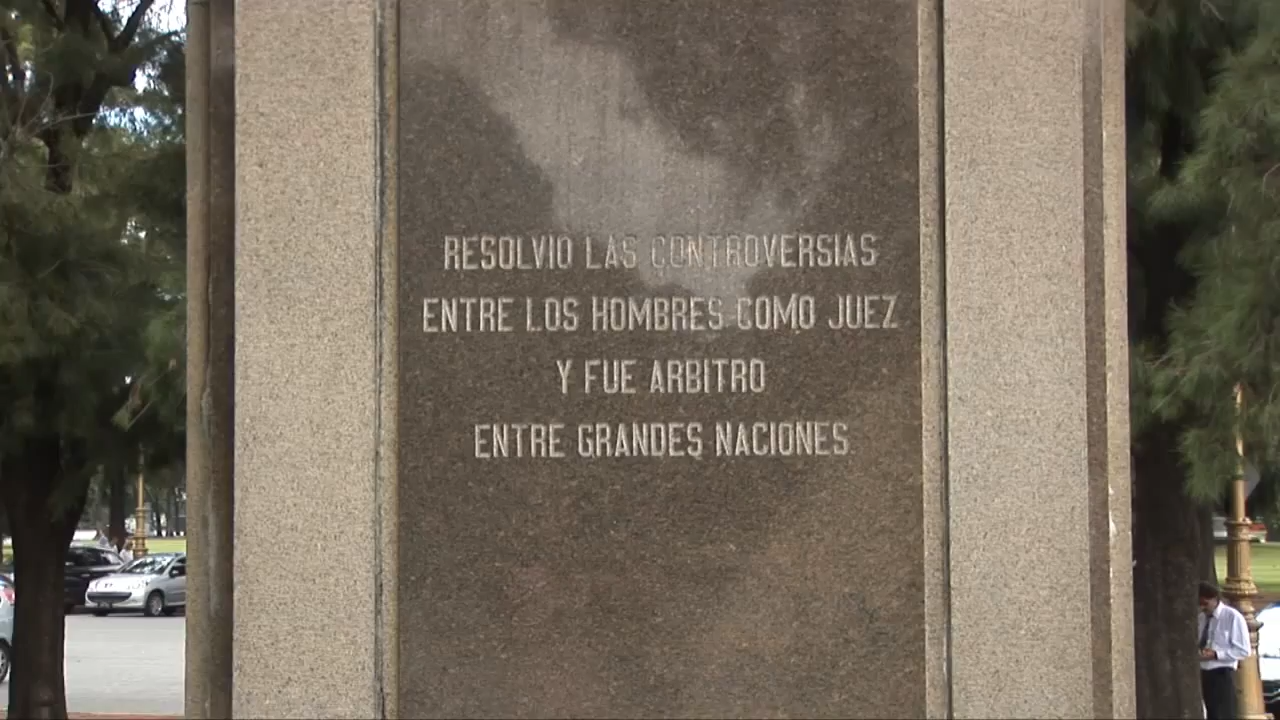 RESOLVIO LAS CONTROVERSIAS
ENTRE LOS HOMBRES COMO JUEZ
Y FUE ARBITRO
ENTRE GRANDES NACIONES